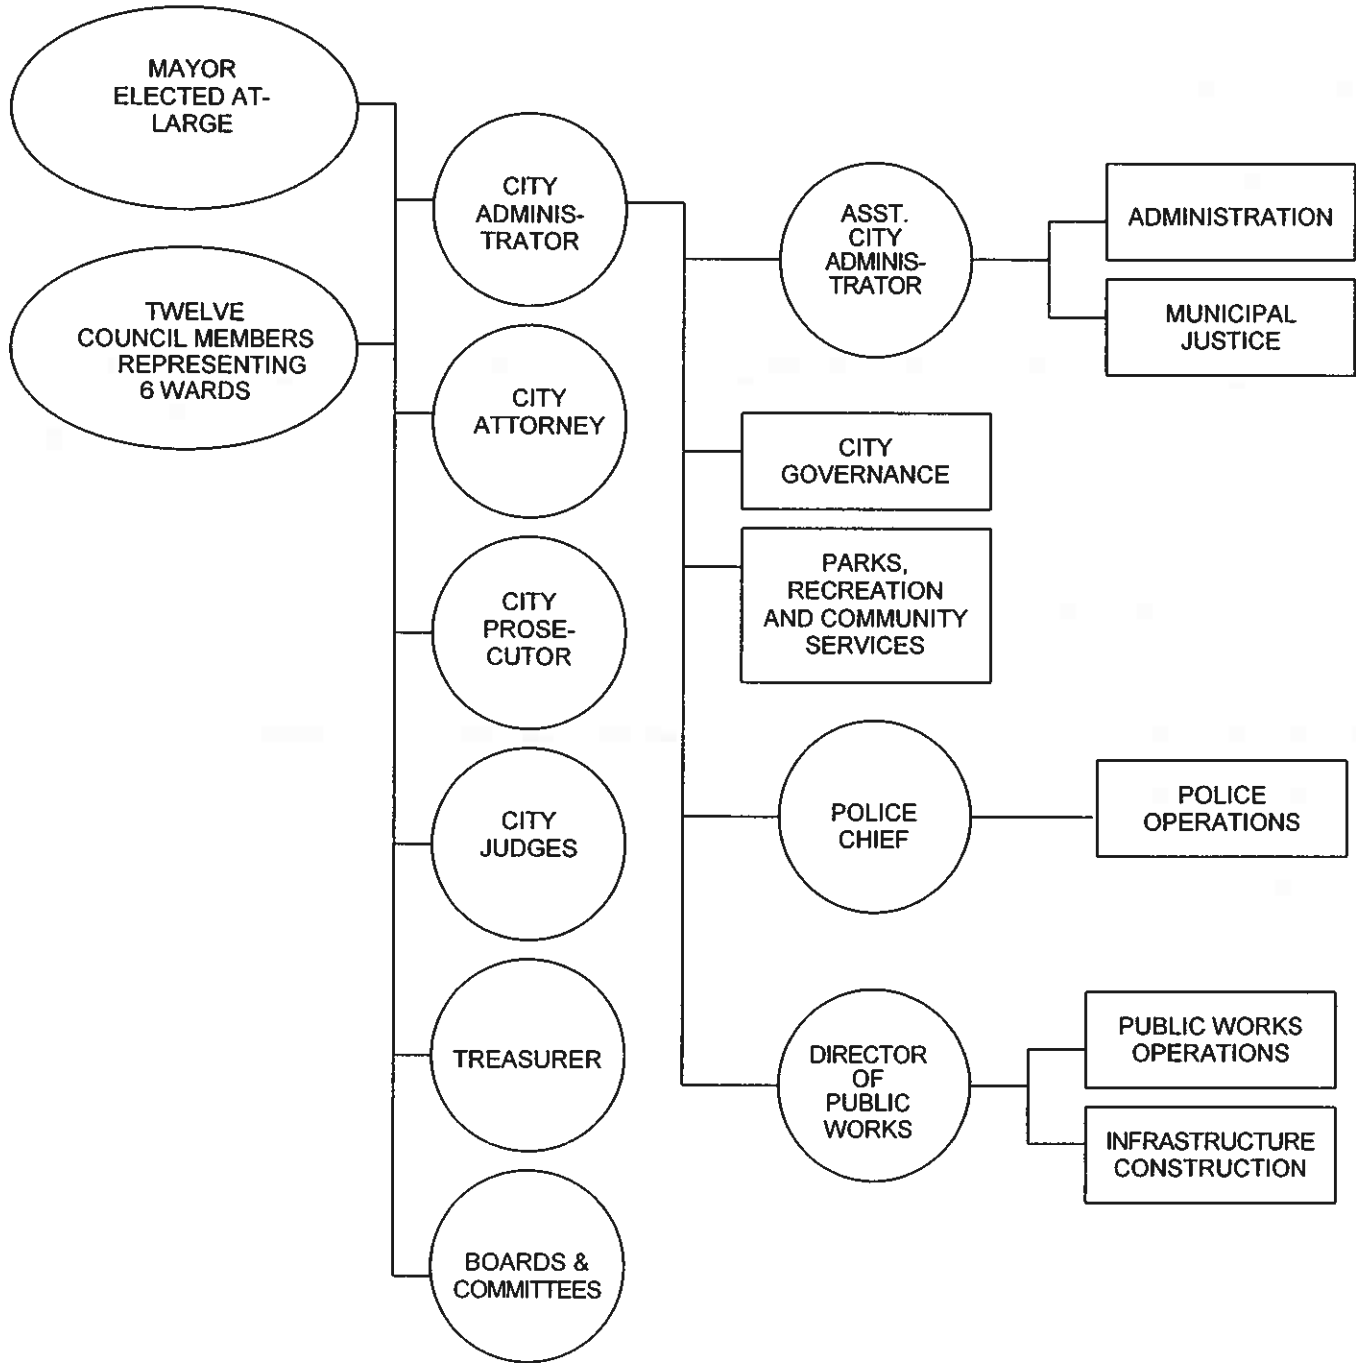 MAYOR
ELECTED AT-
LARGE
TWELVE
COUNCIL MEMBERS
REPRESENTING
6 WARDS
CITY
ADMINIS-
TRATOR
CITY
ATTORNEY
CITY
PROSE-
CUTOR
CITY
JUDGES
TREASURER
BOARDS &
COMMITTEES
ASST.
CITY
ADMINIS-
TRATOR
CITY
GOVERNANCE
PARKS,
RECREATION
AND COMMUNITY
SERVICES
POLICE
CHIEF
DIRECTOR
OF
PUBLIC
WORKS
ADMINISTRATION
MUNICIPAL
JUSTICE
POLICE
OPERATIONS
PUBLIC WORKS
OPERATIONS
INFRASTRUCTURE
CONSTRUCTION